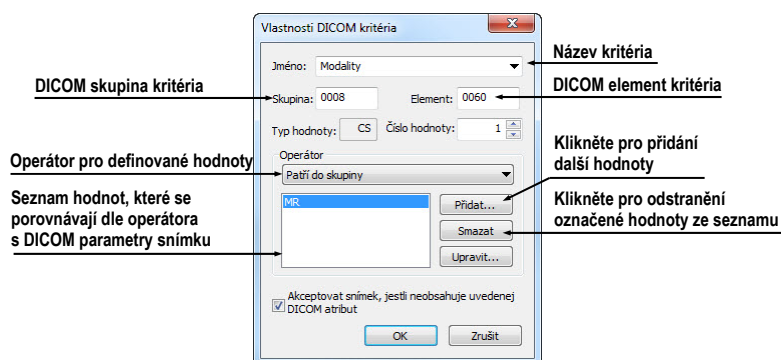 Vlastnosti DICOM kritéria
Jméno: Modality
Název kritéria
DICOM skupina kritéria
DICOM element kritéria
Skupina: 0008 Element: 0060
Typ hodnoty: CS Číslo hodnoty: 1
Operátor
Operátor pro definované hodnoty
Patří do skupiny
Klikněte pro přidání
další hodnoty
Seznam hodnot, které se
porovnávají dle operátora
s DICOM parametry snímku
MR
Přidat...
Smazat
Upravit...
Klikněte pro odstranění
označené hodnoty ze seznamu
Akceptovat snímek, jestli neobsahuje uvedenej
DICOM atribut
OK Zrušit